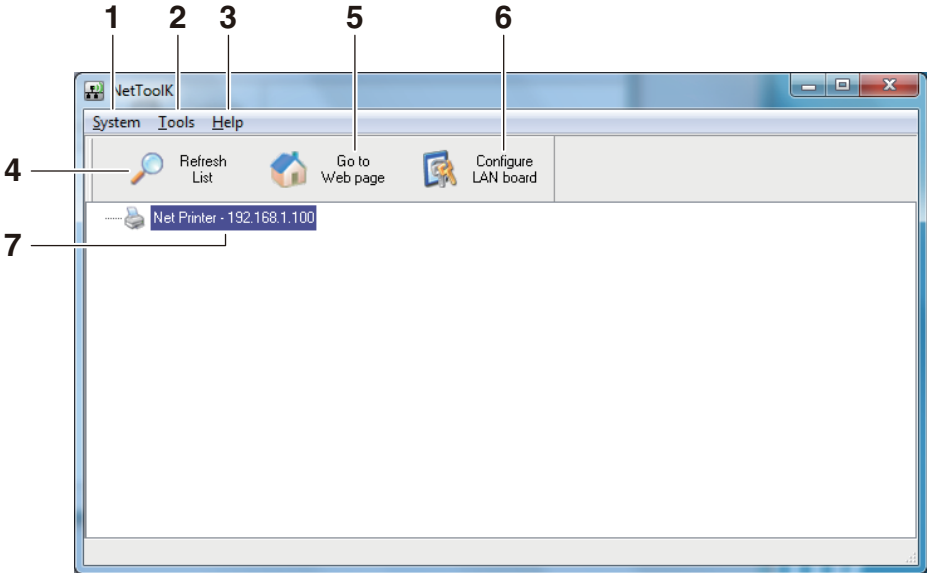 1 2 3 5 6
NetToolK
System Tools Help
4
Refresh List
Go to Web page
Configure LAN board
Net Printer - 192.168.1.100
7